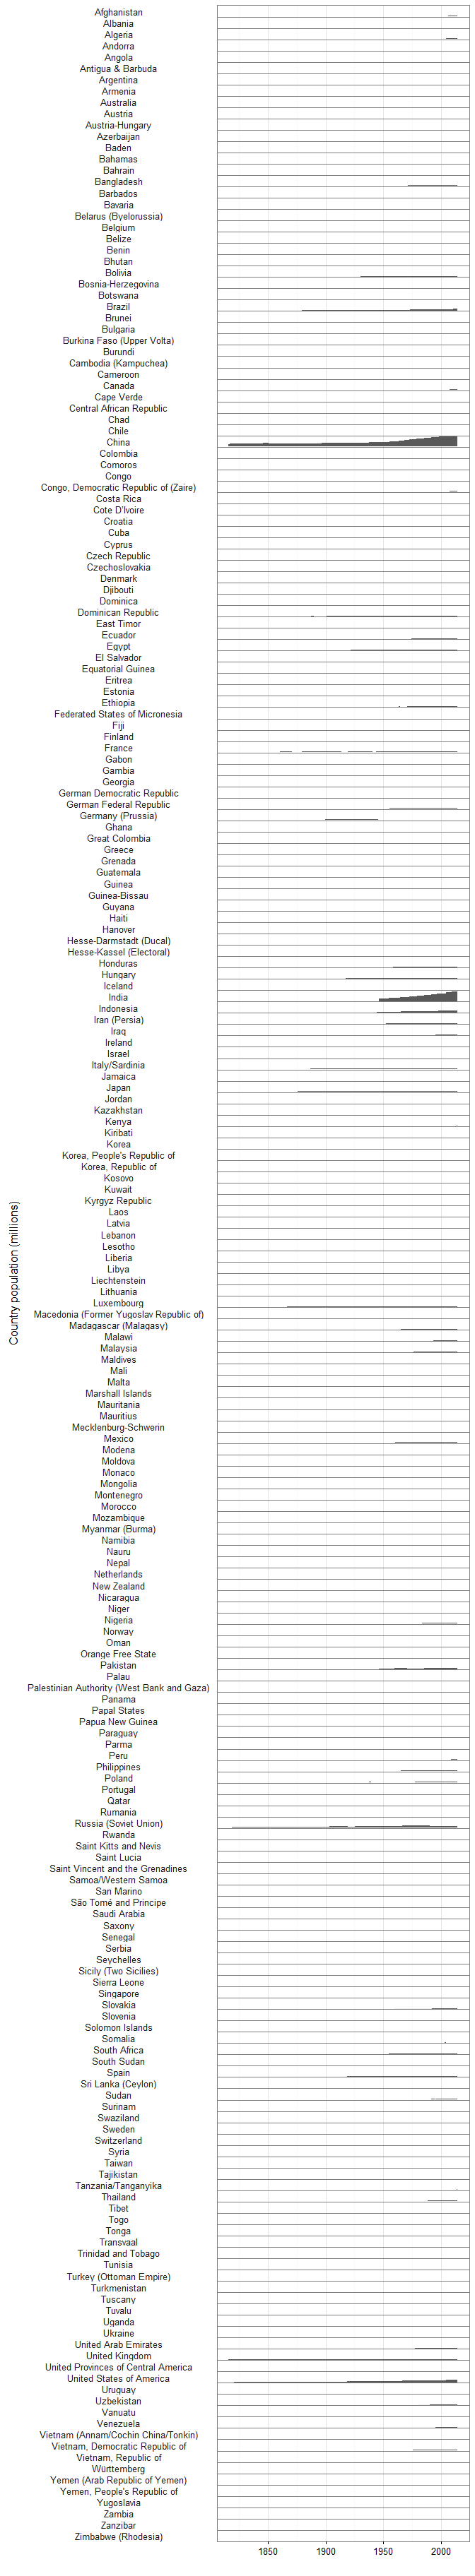 Country population (millions)
Afghanistan
Albania
Algeria
Andorra
Angola
Antigua & Barbuda
Argentina
Armenia
Australia
Austria
Austria-Hungary
Azerbaijan
Baden
Bahamas
Bahrain
Bangladesh
Barbados
Bavaria
Belarus (Byelorussia)
Belgium
Belize
Benin
Bhutan
Bolivia
Bosnia-Herzegovina
Botswana
Brazil
Brunei
Bulgaria
Burkina Faso (Upper Volta)
Burundi
Cambodia (Kampuchea)
Cameroon
Canada
Cape Verde
Central African Republic
Chad
Chile
China
Colombia
Comoros
Congo
Congo, Democratic Republic of (Zaire)
Costa Rica
Cote D'Ivoire
Croatia
Cuba
Cyprus
Czech Republic
Czechoslovakia
Denmark
Djibouti
Dominica
Dominican Republic
East Timor
Ecuador
Egypt
El Salvador
Equatorial Guinea
Eritrea
Estonia
Ethiopia
Federated States of Micronesia
Fiji
Finland
France
Gabon
Gambia
Georgia
German Democratic Republic
German Federal Republic
Germany (Prussia)
Ghana
Great Colombia
Greece
Grenada
Guatemala
Guinea
Guinea-Bissau
Guyana
Haiti
Hanover
Hesse-Darmstadt (Ducal)
Hesse-Kassel (Electoral)
Honduras
Hungary
Iceland
India
Indonesia
Iran (Persia)
Iraq
Ireland
Israel
Italy/Sardinia
Jamaica
Japan
Jordan
Kazakhstan
Kenya
Kiribati
Korea
Korea, People's Republic of
Korea, Republic of
Kosovo
Kuwait
Kyrgyz Republic
Laos
Latvia
Lebanon
Lesotho
Liberia
Libya
Liechtenstein
Lithuania
Luxembourg
Macedonia (Former Yugoslav Republic of)
Madagascar (Malagasy)
Malawi
Malaysia
Maldives
Mali
Malta
Marshall Islands
Mauritania
Mauritius
Mecklenburg-Schwerin
Mexico
Modena
Moldova
Monaco
Mongolia
Montenegro
Morocco
Mozambique
Myanmar (Burma)
Namibia
Nauru
Nepal
Netherlands
New Zealand
Nicaragua
Niger
Nigeria
Norway
Oman
Orange Free State
Pakistan
Palau
Palestinian Authority (West Bank and Gaza)
Panama
Papal States
Papua New Guinea
Paraguay
Parma
Peru
Philippines
Poland
Portugal
Qatar
Rumania
Russia (Soviet Union)
Rwanda
Saint Kitts and Nevis
Saint Lucia
Saint Vincent and the Grenadines
Samoa/Western Samoa
San Marino
São Tomé and Principe
Saudi Arabia
Saxony
Senegal
Serbia
Seychelles
Sicily (Two Sicilies)
Sierra Leone
Singapore
Slovakia
Slovenia
Solomon Islands
Somalia
South Africa
South Sudan
Spain
Sri Lanka (Ceylon)
Sudan
Surinam
Swaziland
Sweden
Switzerland
Syria
Taiwan
Tajikistan
Tanzania/Tanganyika
Thailand
Tibet
Togo
Tonga
Transvaal
Trinidad and Tobago
Tunisia
Turkey (Ottoman Empire)
Turkmenistan
Tuscany
Tuvalu
Uganda
Ukraine
United Arab Emirates
United Kingdom
United Provinces of Central America
United States of America
Uruguay
Uzbekistan
Vanuatu
Venezuela
Vietnam (Annam/Cochin China/Tonkin)
Vietnam, Democratic Republic of
Vietnam, Republic of
Württemberg
Yemen (Arab Republic of Yemen)
Yemen, People's Republic of
Yugoslavia
Zambia
Zanzibar
Zimbabwe (Rhodesia)
1850 1900 1950 2000